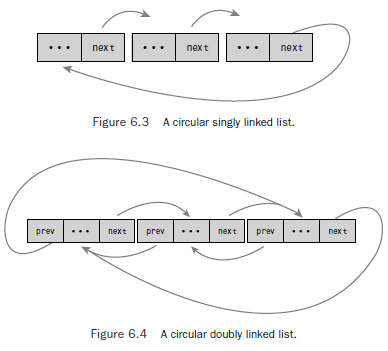 ••• next ••• next ••• next
Figure 6.3 A circular singly linked list.
prev ••• next prev ••• next prev ••• next
Figure 6.4 A circular doubly linked list.